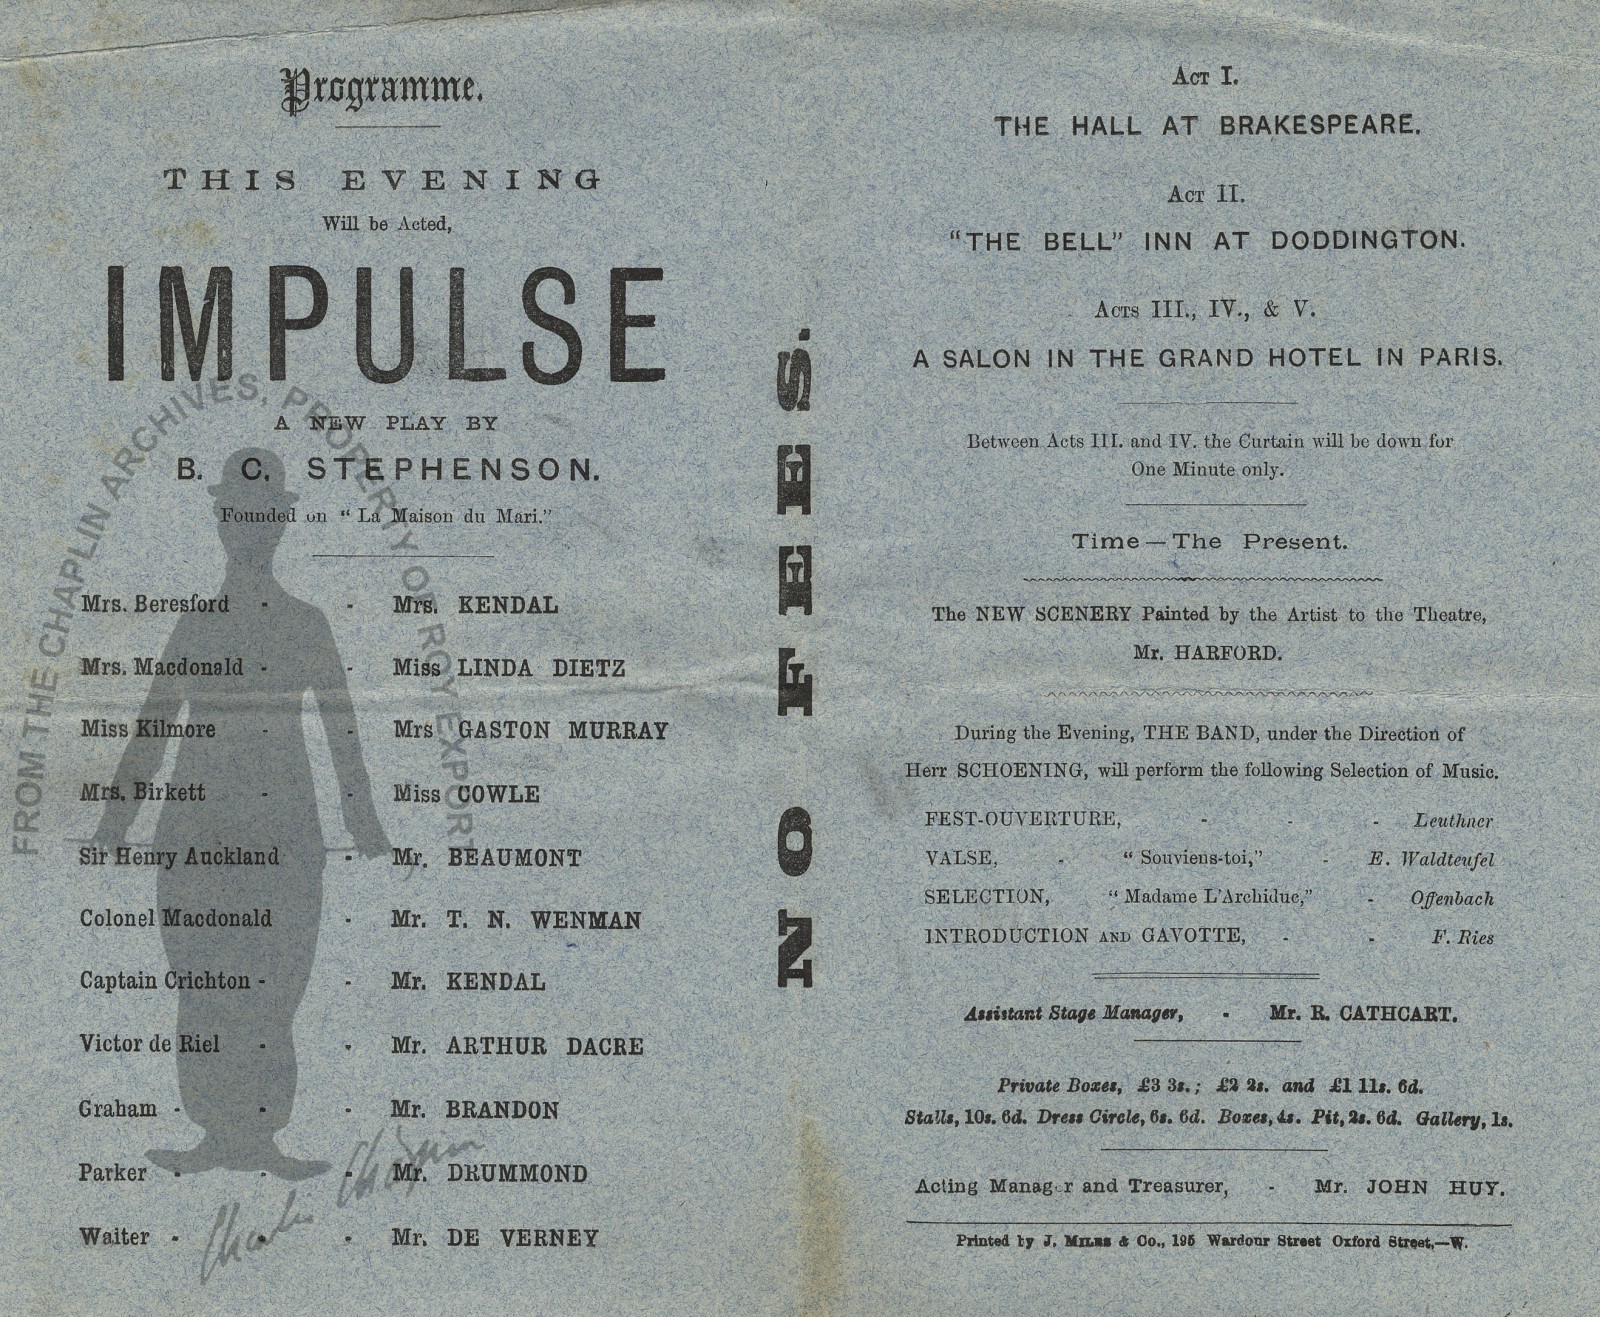 Programme.
THIS EVENING
Will be Acted,
IMPULSE
A NEW PLAY BY
B. C. STEPHENSON.
Founded on "La Maison du Mari."
Mrs. Beresford - - Mrs. KENDAL
Mrs. Macdonald - - Miss LINDA DIETZ
Miss Kilmore - - Mrs GASTON MURRAY
Mrs. Birkett - - Miss COWLE
Sir Henry Auckland - Mr. BEAUMONT
Colonel Macdonald - Mr. T. N. WENMAN
Captain Crichton - - Mr. KENDAL
Victor de Riel - - Mr. ARTHUR DACRE
Graham - - - Mr. BRANDON
Parker - - - Mr. DRUMMOND
Waiter - - - Mr. DE VERNEY
FROM THE CHAPLIN ARCHIVES, PROPERTY OF ROY EXPORT
Charlie Chaplin
S.
H
H
F
O
N
ACT I.
THE HALL AT BRAKESPEARE.
ACT II.
"THE BELL" INN AT DODDINGTON.
ACTS III., IV., & V.
A SALON IN THE GRAND HOTEL IN PARIS.
Between Acts III. and IV. the Curtain will be down for
One Minute only.
Time—The Present.
The NEW SCENERY Painted by the Artist to the Theatre,
Mr. HARFORD.
During the Evening, THE BAND, under the Direction of
Herr SCHOENING, will perform the following Selection of Music.
FEST-OUVERTURE, - - - Leuthner
VALSE, - "Souviens-toi," - E. Waldteufel
SELECTION, "Madame L'Archiduc," - Offenbach
INTRODUCTION AND GAVOTTE, - - F. Ries
Assistant Stage Manager, - Mr. R. CATHCART.
Private Boxes, £3 3s.; £2 2s. and £1 11s. 6d.
Stalls, 10s. 6d. Dress Circle, 6s. 6d. Boxes, 4s. Pit, 2s. 6d. Gallery, 1s.
Acting Manager and Treasurer, - Mr. JOHN HUY.
Printed by J. MILES & Co., 195 Wardour Street Oxford Street,—W.